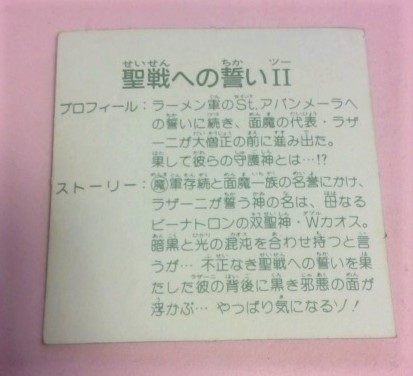 聖戦への誓いII
プロフィール：ラーメン軍のSt.アバンメーラへ
の誓いに続き、面魔の代表・ラザ
ーニが大僧正の前に進み出た。
果して彼らの守護神とは…!?
ストーリー：魔軍存続と面魔一族の名誉にかけ、
ラザーニが誓う神の名は、母なる
ビーナトロンの双聖神・Wカオス。
暗黒と光の混沌を合わせ持つと言
うが… 不正なき聖戦への誓いを果
たした彼の背後に黒き邪悪の面が
浮かぶ… やっぱり気になるゾ！